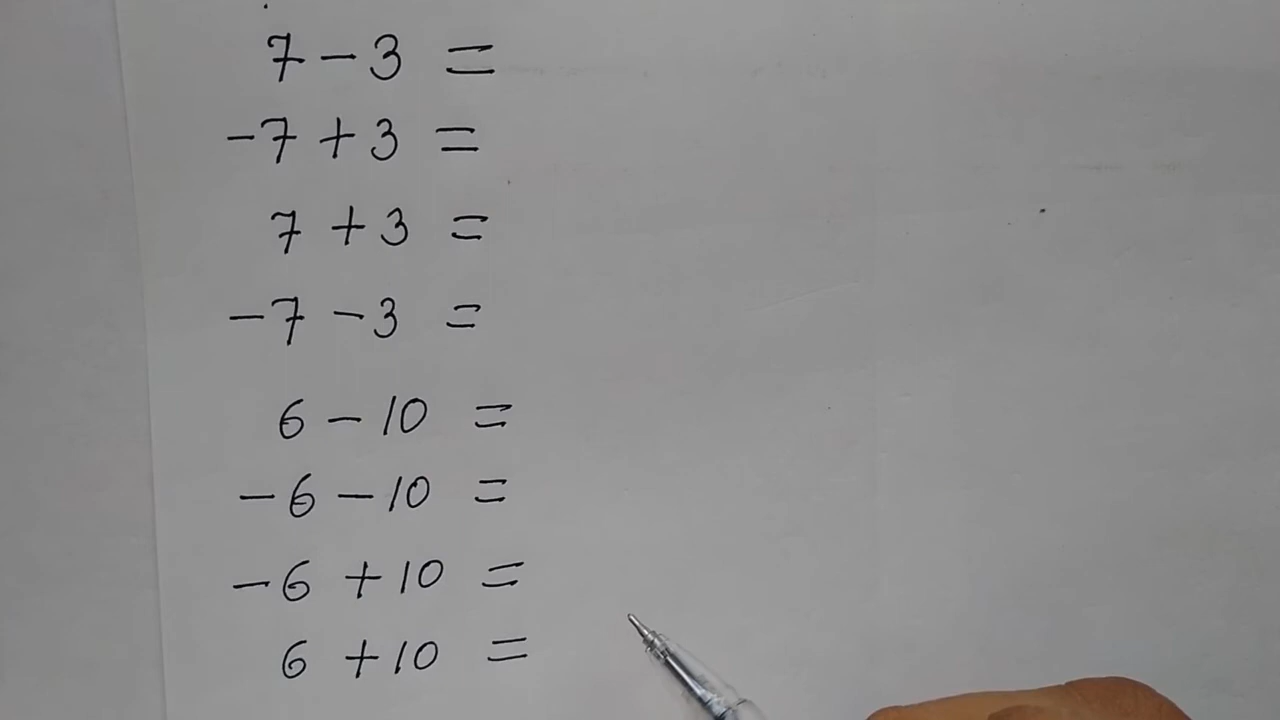 7 - 3 =
-7 + 3 =
7 + 3 =
-7 - 3 =
6 - 10 =
-6 - 10 =
-6 + 10 =
6 + 10 =